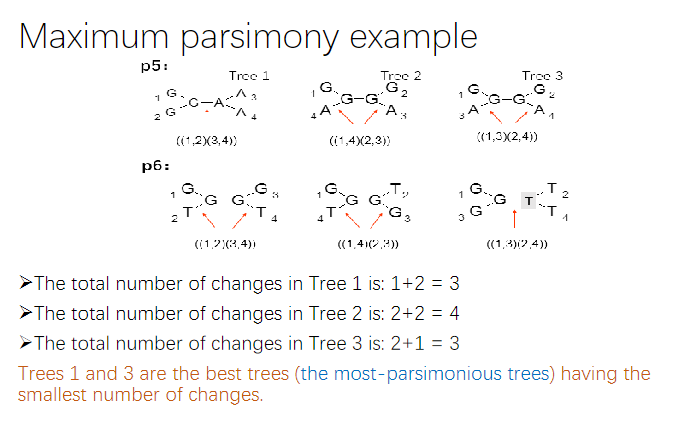 Maximum parsimony example
p5:
Tree 1 Tree 2 Tree 3
1 G G—A A 3
2 G A 4
1 G G—G G 2
4 A A 3
1 G G—G G 2
3 A A 4
((1,2)(3,4)) ((1,4)(2,3)) ((1,3)(2,4))
p6:
1 G G G G 3
2 T T 4
1 G G G T 2
4 T G 3
1 G G T T 2
3 G T 4
((1,2)(3,4)) ((1,4)(2,3)) ((1,3)(2,4))
➤The total number of changes in Tree 1 is: 1+2 = 3
➤The total number of changes in Tree 2 is: 2+2 = 4
➤The total number of changes in Tree 3 is: 2+1 = 3
Trees 1 and 3 are the best trees (the most-parsimonious trees) having the
smallest number of changes.